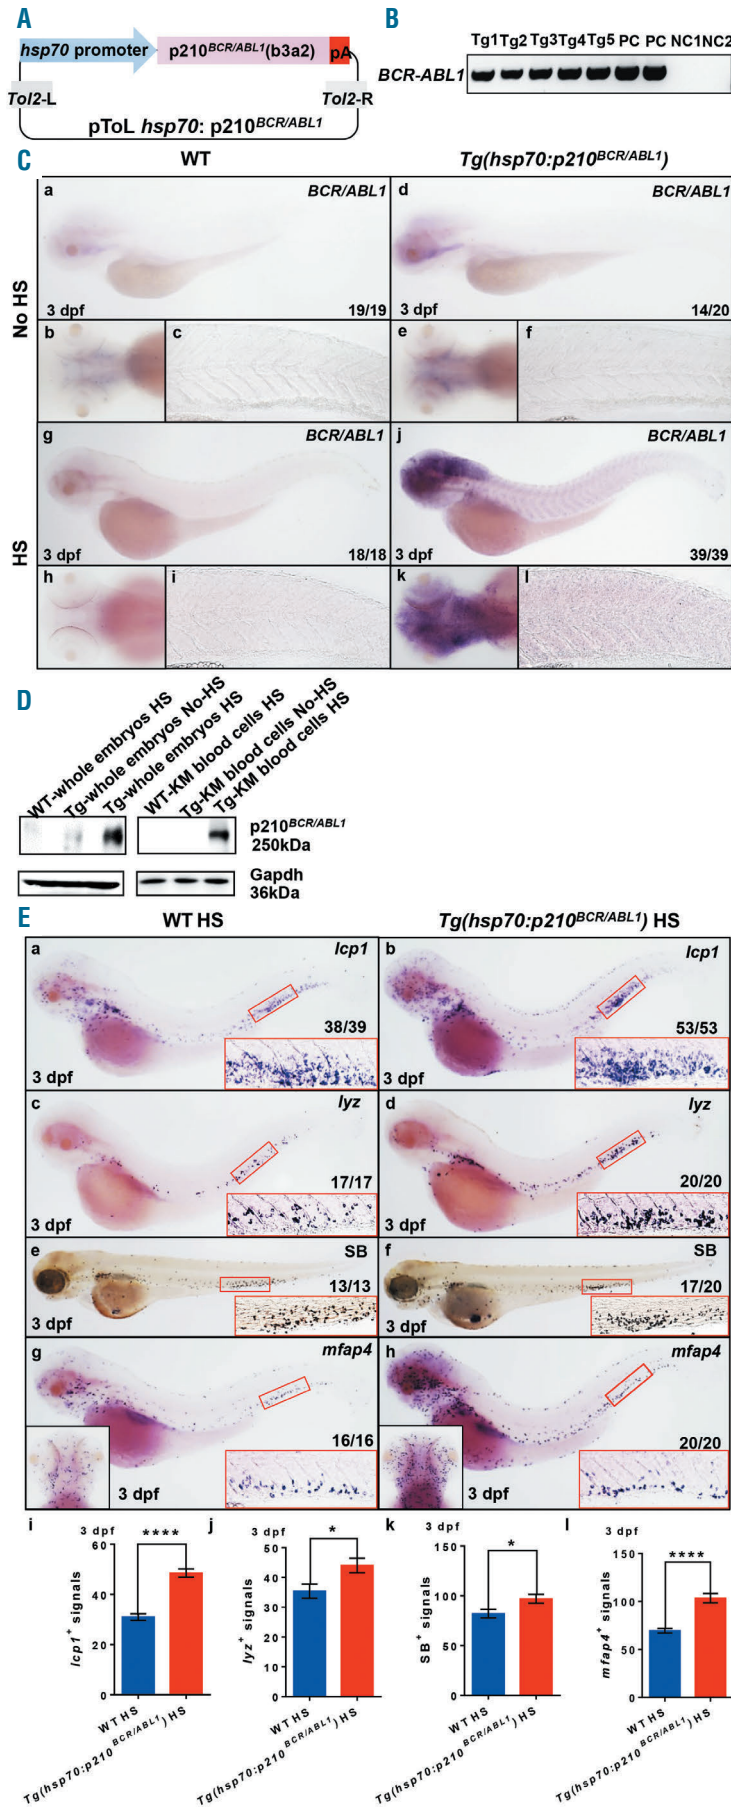 A
hsp70 promoter
p210BCR/ABL1(b3a2)
pA
Tol2-L
Tol2-R
pToL hsp70: p210BCR/ABL1
B
Tg1 Tg2 Tg3 Tg4 Tg5 PC PC NC1 NC2
BCR-ABL1
C
WT
Tg(hsp70:p210BCR/ABL1)
No HS
a
BCR/ABL1
3 dpf
19/19
d
BCR/ABL1
3 dpf
14/20
b
c
e
f
HS
g
BCR/ABL1
3 dpf
18/18
j
BCR/ABL1
3 dpf
39/39
h
i
k
l
D
WT-whole embryos HS
Tg-whole embryos No-HS
Tg-whole embryos HS
WT-KM blood cells HS
Tg-KM blood cells No-HS
Tg-KM blood cells HS
p210BCR/ABL1
250kDa
Gapdh
36kDa
E
WT HS
Tg(hsp70:p210BCR/ABL1) HS
a
lcp1
38/39
3 dpf
b
lcp1
53/53
3 dpf
c
lyz
17/17
3 dpf
d
lyz
20/20
3 dpf
e
SB
13/13
3 dpf
f
SB
17/20
3 dpf
g
mfap4
16/16
3 dpf
h
mfap4
20/20
3 dpf
i
3 dpf
****
lcp1+ signals
60
40
20
0
WT HS
Tg(hsp70:p210BCR/ABL1) HS
j
3 dpf
*
lyz+ signals
50
40
30
20
10
0
WT HS
Tg(hsp70:p210BCR/ABL1) HS
k
3 dpf
*
SB+ signals
150
100
50
0
WT HS
Tg(hsp70:p210BCR/ABL1) HS
l
3 dpf
****
mfap4+ signals
150
100
50
0
WT HS
Tg(hsp70:p210BCR/ABL1) HS